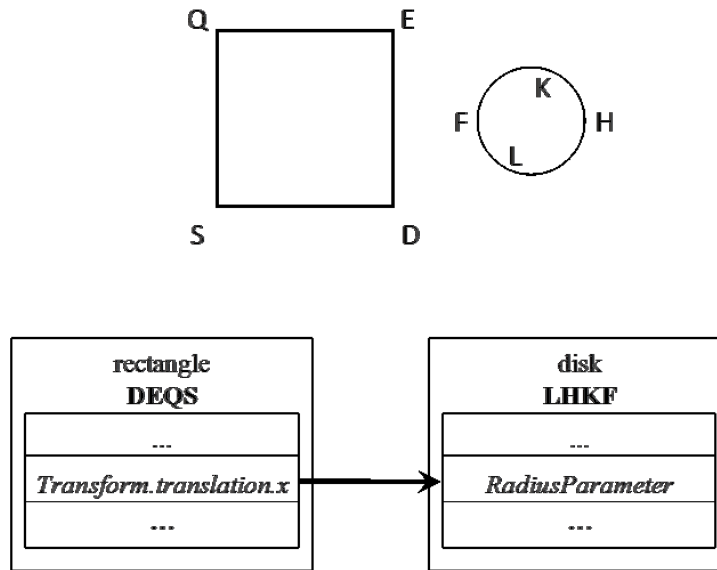 Q E
K
F H
L
S D
rectangle
DEQS
...
Transform.translation.x
...
disk
LHKF
...
RadiusParameter
...